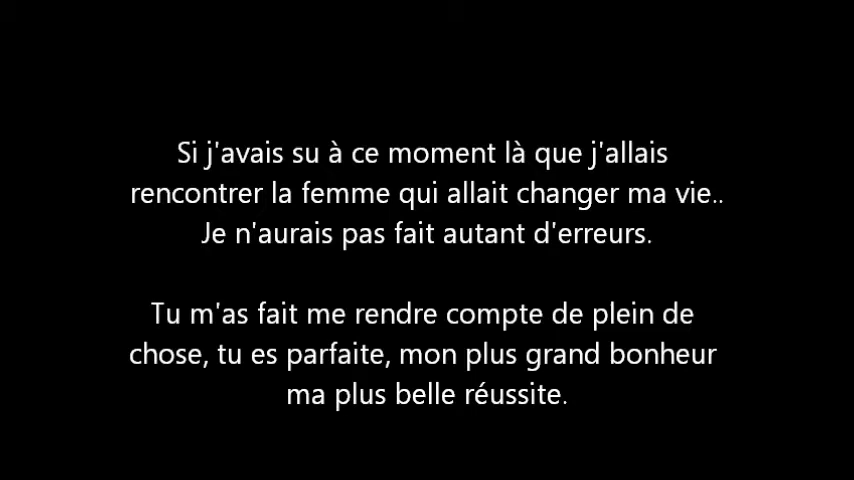 Si j'avais su à ce moment là que j'allais
rencontrer la femme qui allait changer ma vie..
Je n'aurais pas fait autant d'erreurs.
Tu m'as fait me rendre compte de plein de
chose, tu es parfaite, mon plus grand bonheur
ma plus belle réussite.